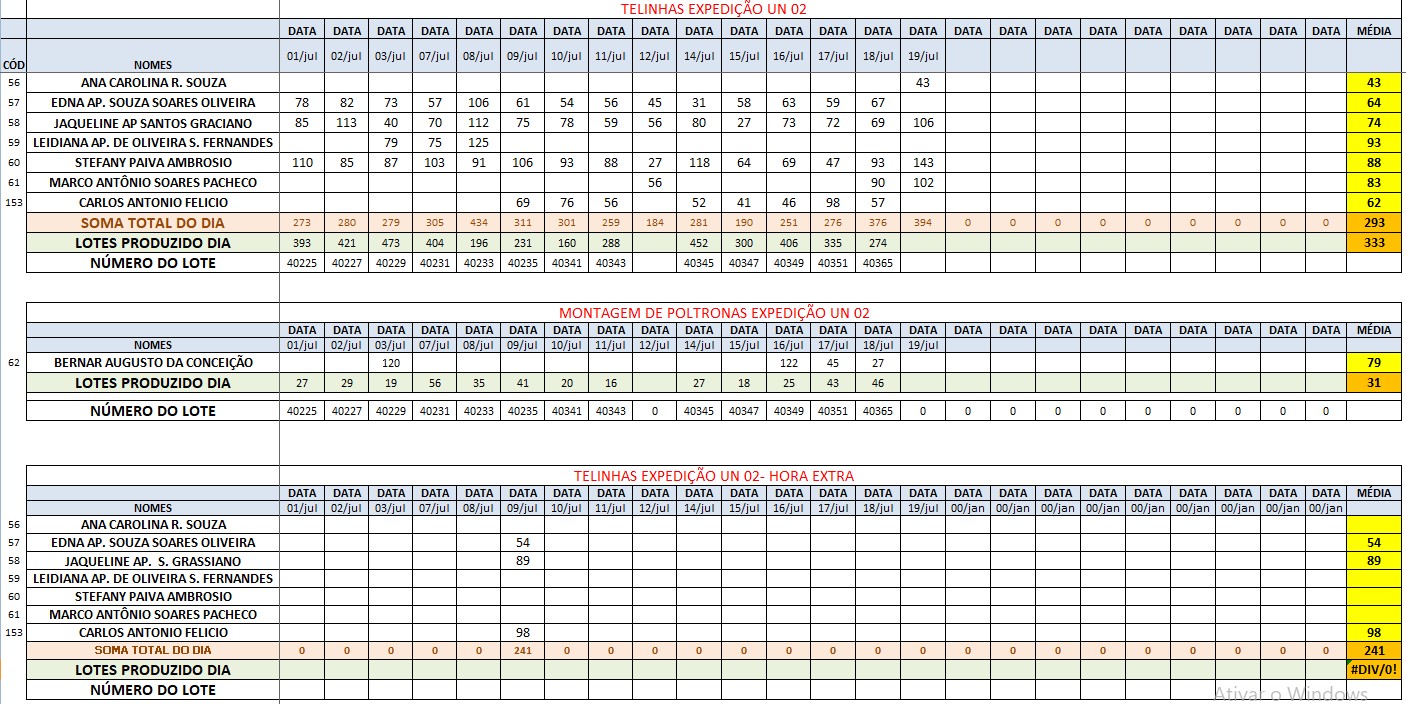 TELINHAS EXPEDIÇÃO UN 02
DATA DATA DATA DATA DATA DATA DATA DATA DATA DATA DATA DATA DATA DATA DATA DATA DATA DATA DATA DATA DATA DATA DATA DATA MÉDIA
CÓD NOMES 01/jul 02/jul 03/jul 07/jul 08/jul 09/jul 10/jul 11/jul 12/jul 14/jul 15/jul 16/jul 17/jul 18/jul 19/jul
56 ANA CAROLINA R. SOUZA 43 43
57 EDNA AP. SOUZA SOARES OLIVEIRA 78 82 73 57 106 61 54 56 45 31 58 63 59 67 64
58 JAQUELINE AP SANTOS GRACIANO 85 113 40 70 112 75 78 59 56 80 27 73 72 69 106 74
59 LEIDIANA AP. DE OLIVEIRA S. FERNANDES 79 75 125 93
60 STEFANY PAIVA AMBROSIO 110 85 87 103 91 106 93 88 27 118 64 69 47 93 143 88
61 MARCO ANTÔNIO SOARES PACHECO 56 90 102 83
153 CARLOS ANTONIO FELICIO 69 76 56 52 41 46 98 57 62
SOMA TOTAL DO DIA 273 280 279 305 434 311 301 259 184 281 190 251 276 376 394 0 0 0 0 0 0 0 0 0 293
LOTES PRODUZIDO DIA 393 421 473 404 196 231 160 288 452 300 406 335 274 333
NÚMERO DO LOTE 40225 40227 40229 40231 40233 40235 40341 40343 40345 40347 40349 40351 40365
MONTAGEM DE POLTRONAS EXPEDIÇÃO UN 02
DATA DATA DATA DATA DATA DATA DATA DATA DATA DATA DATA DATA DATA DATA DATA DATA DATA DATA DATA DATA DATA DATA DATA DATA MÉDIA
NOMES 01/jul 02/jul 03/jul 07/jul 08/jul 09/jul 10/jul 11/jul 12/jul 14/jul 15/jul 16/jul 17/jul 18/jul 19/jul
62 BERNAR AUGUSTO DA CONCEIÇÃO 120 122 45 27 79
LOTES PRODUZIDO DIA 27 29 19 56 35 41 20 16 27 18 25 43 46 31
NÚMERO DO LOTE 40225 40227 40229 40231 40233 40235 40341 40343 0 40345 40347 40349 40351 40365 0 0 0 0 0 0 0 0 0 0
TELINHAS EXPEDIÇÃO UN 02- HORA EXTRA
DATA DATA DATA DATA DATA DATA DATA DATA DATA DATA DATA DATA DATA DATA DATA DATA DATA DATA DATA DATA DATA DATA DATA DATA MÉDIA
NOMES 01/jul 02/jul 03/jul 07/jul 08/jul 09/jul 10/jul 11/jul 12/jul 14/jul 15/jul 16/jul 17/jul 18/jul 19/jul 00/jan 00/jan 00/jan 00/jan 00/jan 00/jan 00/jan 00/jan 00/jan
56 ANA CAROLINA R. SOUZA
57 EDNA AP. SOUZA SOARES OLIVEIRA 54 54
58 JAQUELINE AP. S. GRASSIANO 89 89
59 LEIDIANA AP. DE OLIVEIRA S. FERNANDES
60 STEFANY PAIVA AMBROSIO
61 MARCO ANTÔNIO SOARES PACHECO
153 CARLOS ANTONIO FELICIO 98 98
SOMA TOTAL DO DIA 0 0 0 0 0 241 0 0 0 0 0 0 0 0 0 0 0 0 0 0 0 0 0 0 241
LOTES PRODUZIDO DIA #DIV/0!
NÚMERO DO LOTE
Ativar o Windows